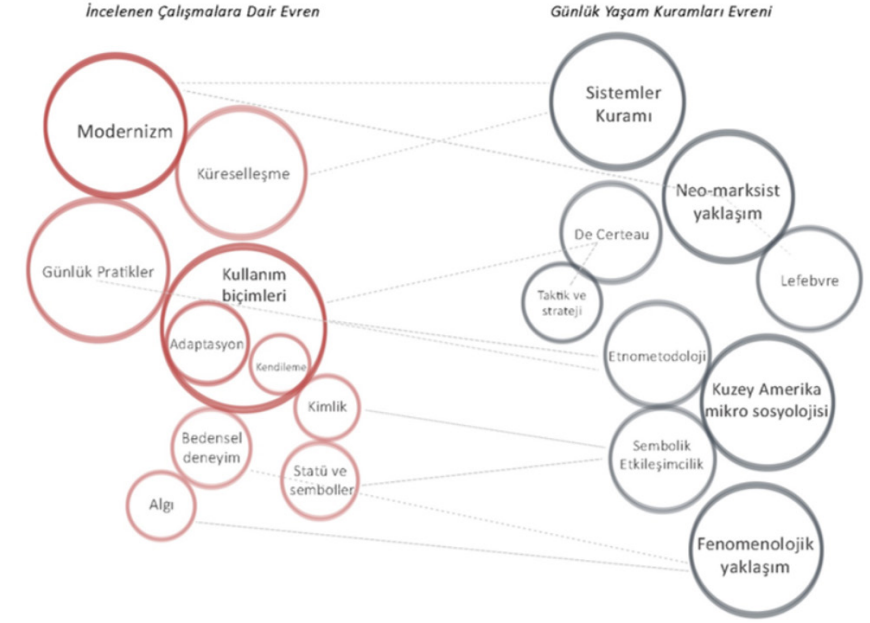 İncelenen Çalışmalara Dair Evren
Günlük Yaşam Kuramları Evreni
Modernizm
Küreselleşme
Günlük Pratikler
Kullanım
biçimleri
Adaptasyon
Kendileme
Kimlik
Bedensel
deneyim
Statü ve
semboller
Algı
Sistemler
Kuramı
Neo-marksist
yaklaşım
De Certeau
Lefebvre
Taktik ve
strateji
Etnometodoloji
Kuzey Amerika
mikro sosyolojisi
Sembolik
Etkileşimcilik
Fenomenolojik
yaklaşım